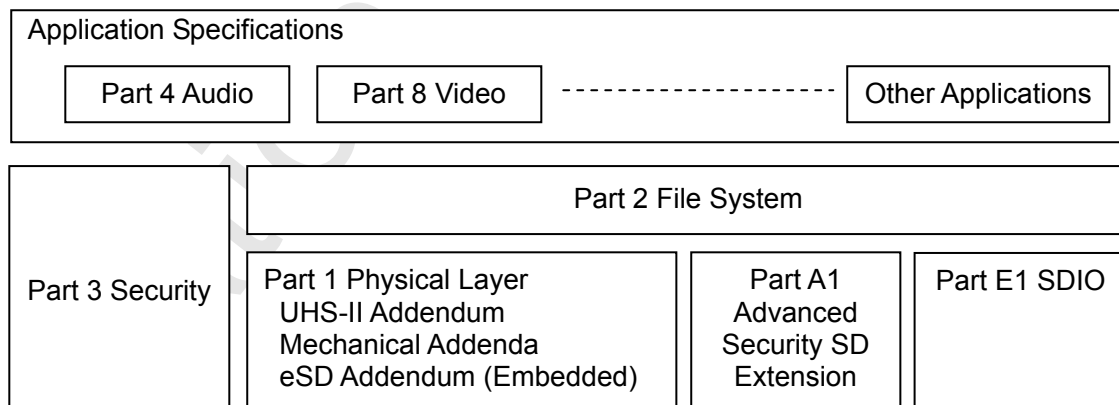 Application Specifications
Part 4 Audio
Part 8 Video
Other Applications
Part 3 Security
Part 2 File System
Part 1 Physical Layer
UHS-II Addendum
Mechanical Addenda
eSD Addendum (Embedded)
Part A1
Advanced
Security SD
Extension
Part E1 SDIO